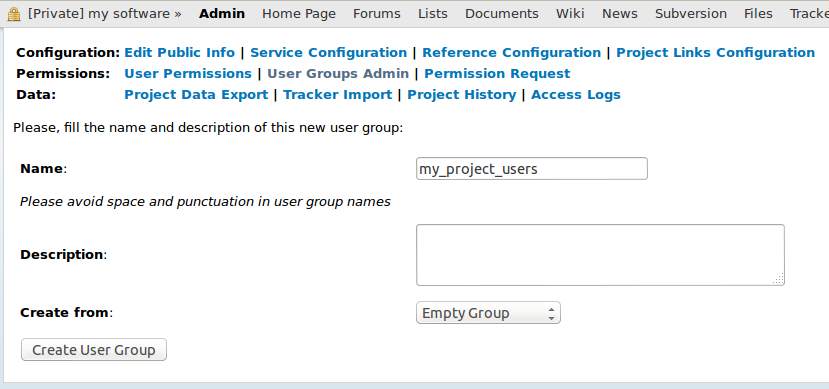 [Private] my software » Admin Home Page Forums Lists Documents Wiki News Subversion Files Tracke
Configuration: Edit Public Info | Service Configuration | Reference Configuration | Project Links Configuration
Permissions: User Permissions | User Groups Admin | Permission Request
Data: Project Data Export | Tracker Import | Project History | Access Logs
Please, fill the name and description of this new user group:
Name: my_project_users
Please avoid space and punctuation in user group names
Description:
Create from: Empty Group
Create User Group